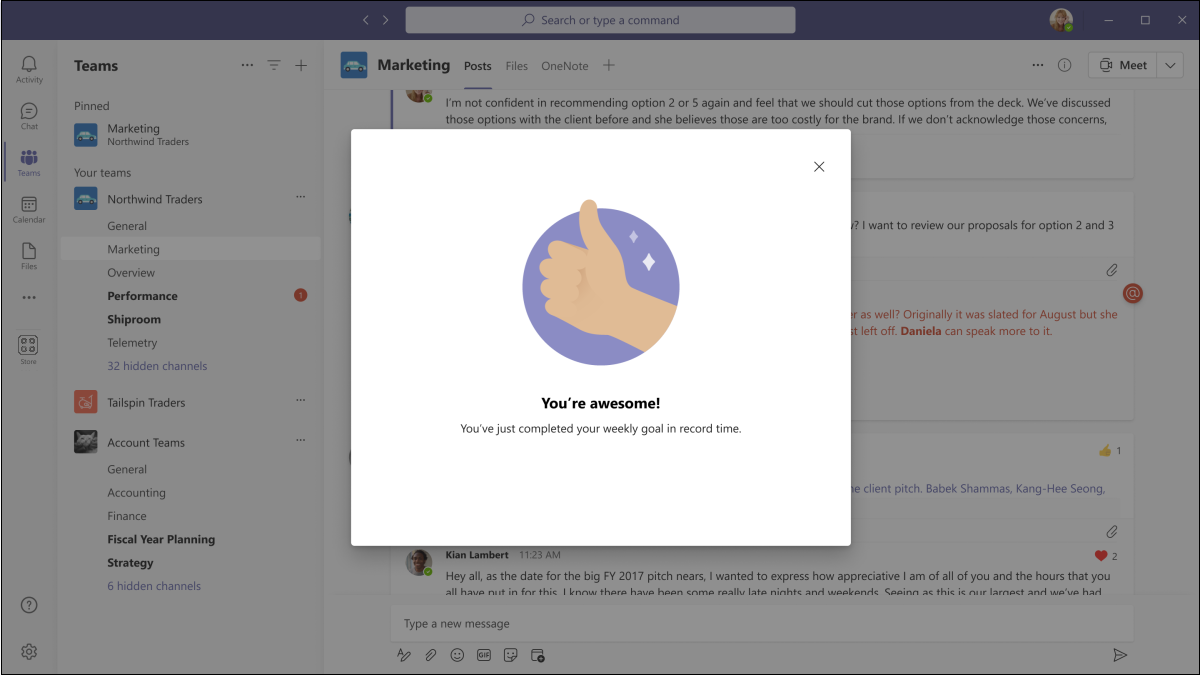 Search or type a command
Activity
Chat
Teams
Calendar
Files
Store
Teams
Pinned
Marketing
Northwind Traders
Your teams
Northwind Traders
General
Marketing
Overview
Performance
1
Shiproom
Telemetry
32 hidden channels
Tailspin Traders
Account Teams
General
Accounting
Finance
Fiscal Year Planning
Strategy
6 hidden channels
Marketing Posts Files OneNote
Meet
I'm not confident in recommending option 2 or 5 again and feel that we should cut those options from the deck. We've discussed
those options with the client before and she believes those are too costly for the brand. If we don't acknowledge those concerns,
? I want to review our proposals for option 2 and 3
@
as well? Originally it was slated for August but she
left off. Daniela can speak more to it.
1
client pitch. Babek Shammas, Kang-Hee Seong,
You're awesome!
You've just completed your weekly goal in record time.
Kian Lambert 11:23 AM
2
Hey all, as the date for the big FY 2017 pitch nears, I wanted to express how appreciative I am of all of you and the hours that you
all have put in for this. I know there have been some really late nights and weekends. Seeing as this is our largest and we've had
Type a new message
GIF